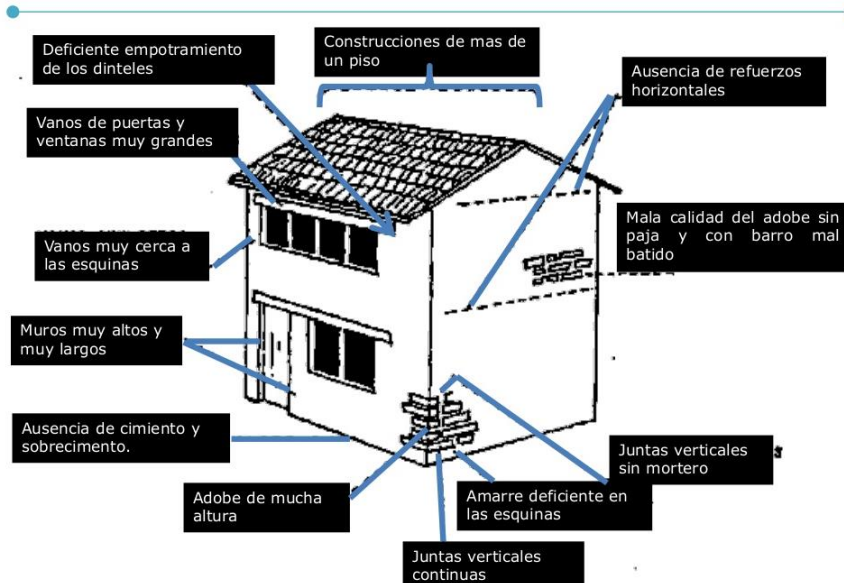 Deficiente empotramiento
de los dinteles
Construcciones de mas de
un piso
Ausencia de refuerzos
horizontales
Vanos de puertas y
ventanas muy grandes
Mala calidad del adobe sin
paja y con barro mal
batido
Vanos muy cerca a
las esquinas
Muros muy altos y
muy largos
Ausencia de cimiento y
sobrecimento.
Juntas verticales
sin mortero
Adobe de mucha
altura
Amarre deficiente en
las esquinas
Juntas verticales
continuas